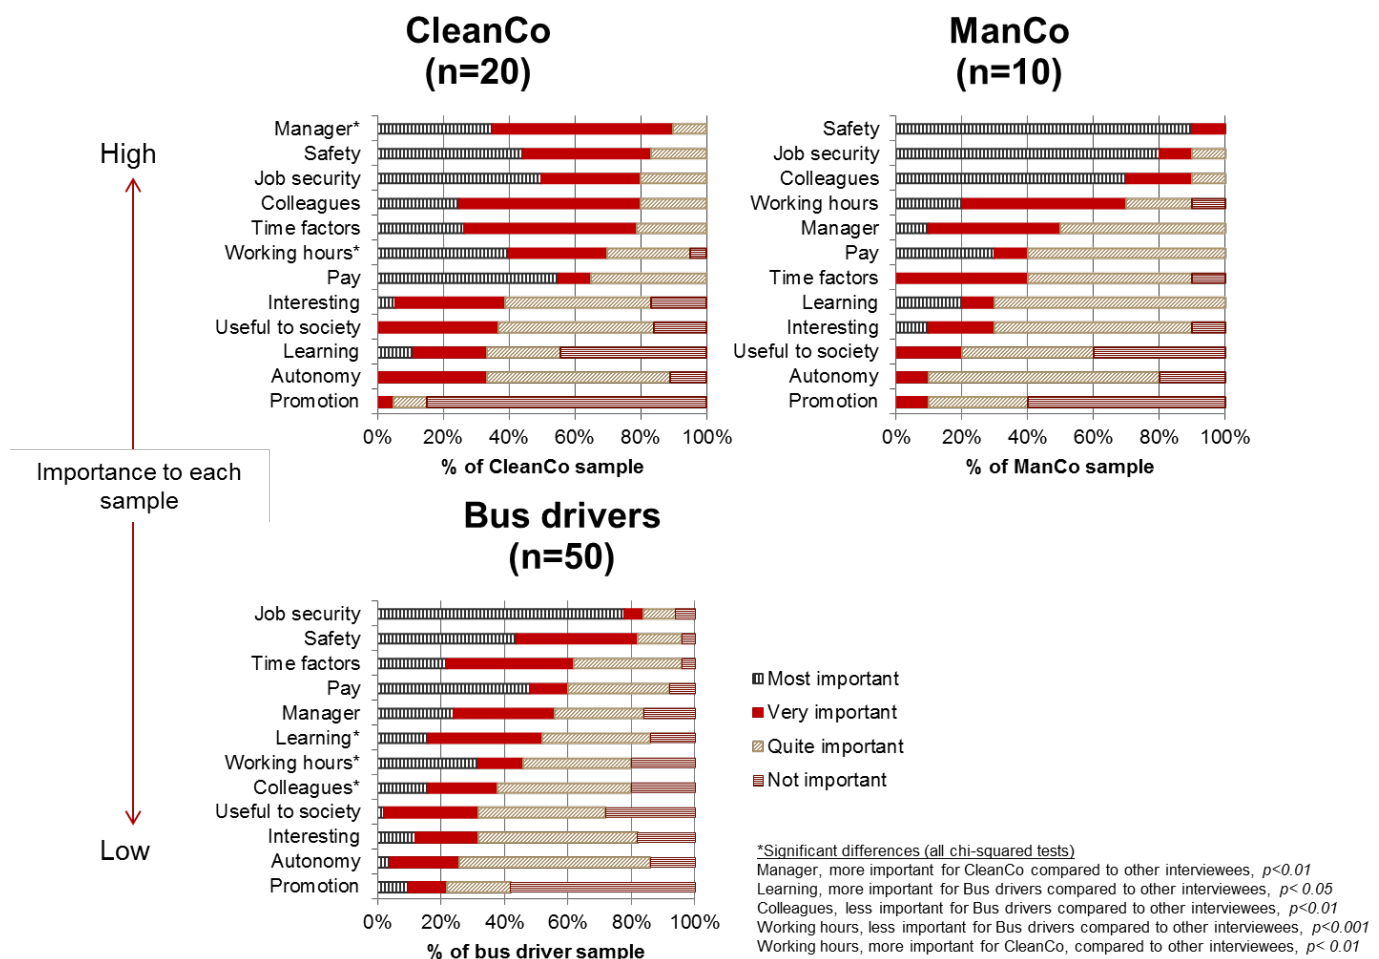 CleanCo
(n=20)
ManCo
(n=10)
High
Importance to each
sample
Low
Manager*
Safety
Job security
Colleagues
Time factors
Working hours*
Pay
Interesting
Useful to society
Learning
Autonomy
Promotion
0% 20% 40% 60% 80% 100%
% of CleanCo sample
Safety
Job security
Colleagues
Working hours
Manager
Pay
Time factors
Learning
Interesting
Useful to society
Autonomy
Promotion
0% 20% 40% 60% 80% 100%
% of ManCo sample
Bus drivers
(n=50)
Job security
Safety
Time factors
Pay
Manager
Learning*
Working hours*
Colleagues*
Useful to society
Interesting
Autonomy
Promotion
0% 20% 40% 60% 80% 100%
% of bus driver sample
Most important
Very important
Quite important
Not important
*Significant differences (all chi-squared tests)
Manager, more important for CleanCo compared to other interviewees, p<0.01
Learning, more important for Bus drivers compared to other interviewees, p< 0.05
Colleagues, less important for Bus drivers compared to other interviewees, p<0.01
Working hours, less important for Bus drivers compared to other interviewees, p<0.001
Working hours, more important for CleanCo, compared to other interviewees, p< 0.01